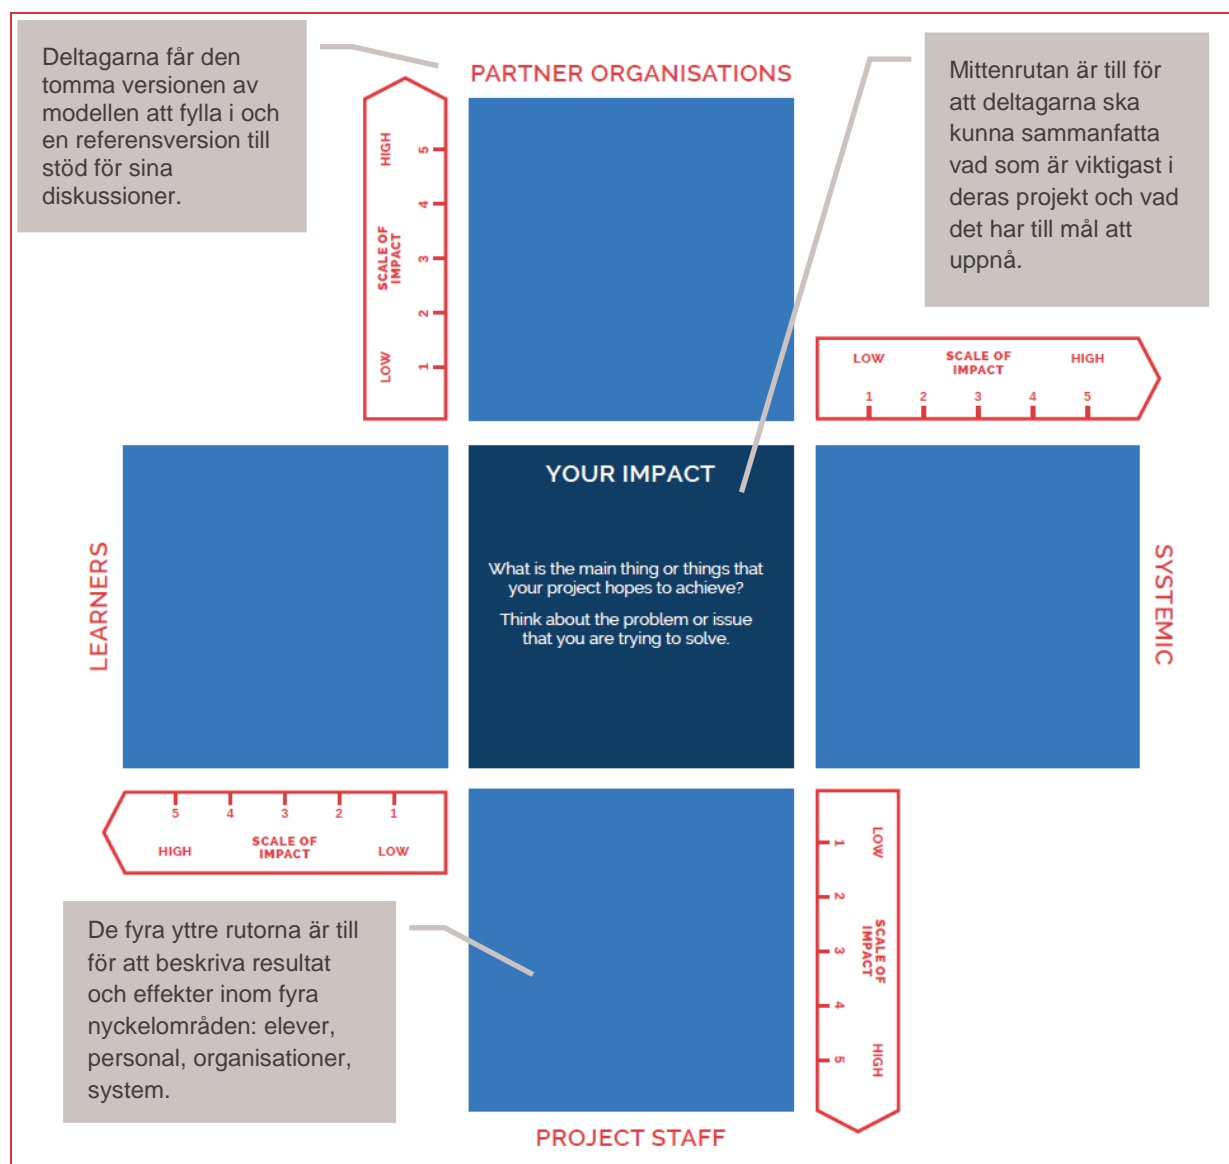 Deltagarna får den
tomma versionen av
modellen att fylla i och
en referensversion till
stöd för sina
diskussioner.
PARTNER ORGANISATIONS
Mittenrutan är till för
att deltagarna ska
kunna sammanfatta
vad som är viktigast i
deras projekt och vad
det har till mål att
uppnå.
HIGH
SCALE OF
IMPACT
LOW
5
4
3
2
1
LOW
SCALE OF
IMPACT
HIGH
1 2 3 4 5
LEARNERS
YOUR IMPACT
What is the main thing or things that
your project hopes to achieve?
Think about the problem or issue
that you are trying to solve.
SYSTEMIC
5 4 3 2 1
HIGH
SCALE OF
IMPACT
LOW
LOW
SCALE OF
IMPACT
HIGH
1
2
3
4
5
De fyra yttre rutorna är till
för att beskriva resultat
och effekter inom fyra
nyckelområden: elever,
personal, organisationer,
system.
PROJECT STAFF